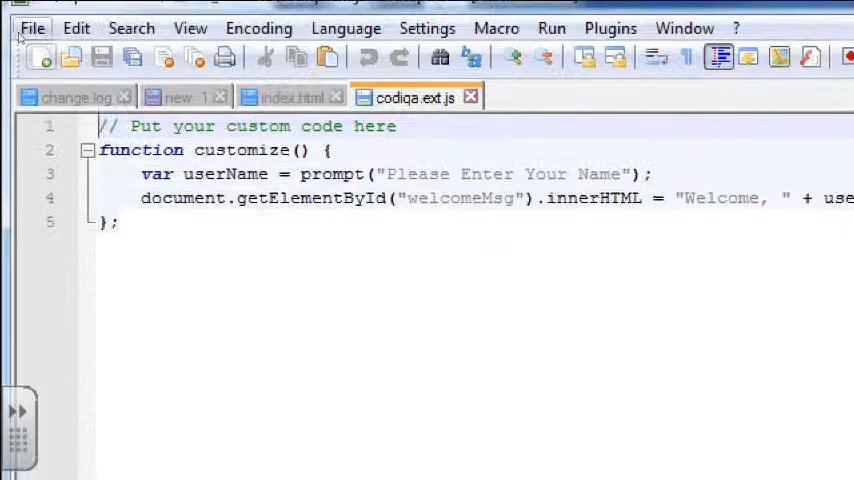 File Edit Search View Encoding Language Settings Macro Run Plugins Window ?
change.log new 1 index.html codiqa.ext.js
1 // Put your custom code here
2 function customize() {
3 var userName = prompt("Please Enter Your Name");
4 document.getElementById("welcomeMsg").innerHTML = "Welcome, " + use
5 };